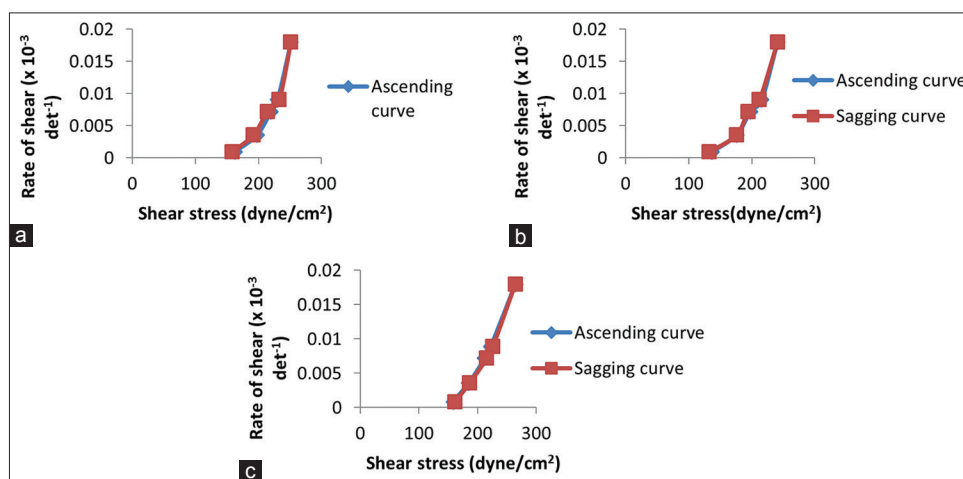 Rate of shear (x 10⁻³
det⁻¹)
0.02
0.015
0.01
0.005
0
0 100 200 300
Shear stress (dyne/cm²)
Ascending
curve
a
Rate of shear (x 10⁻³
det⁻¹)
0.02
0.015
0.01
0.005
0
0 100 200 300
Shear stress(dyne/cm²)
Ascending curve
Sagging curve
b
Rate of shear (x 10⁻³
det⁻¹)
0.02
0.015
0.01
0.005
0
0 100 200 300
Shear stress (dyne/cm²)
Ascending curve
Sagging curve
c